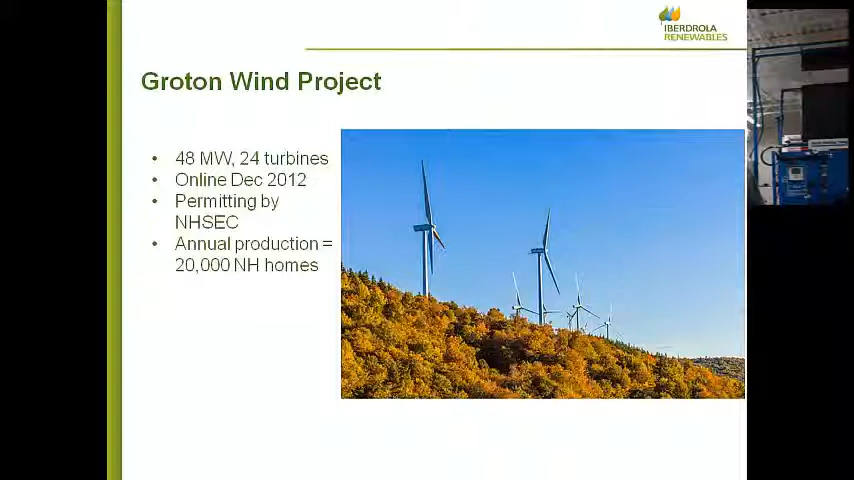 IBERDROLA
RENEWABLES
Groton Wind Project
• 48 MW, 24 turbines
• Online Dec 2012
• Permitting by
NHSEC
• Annual production =
20,000 NH homes